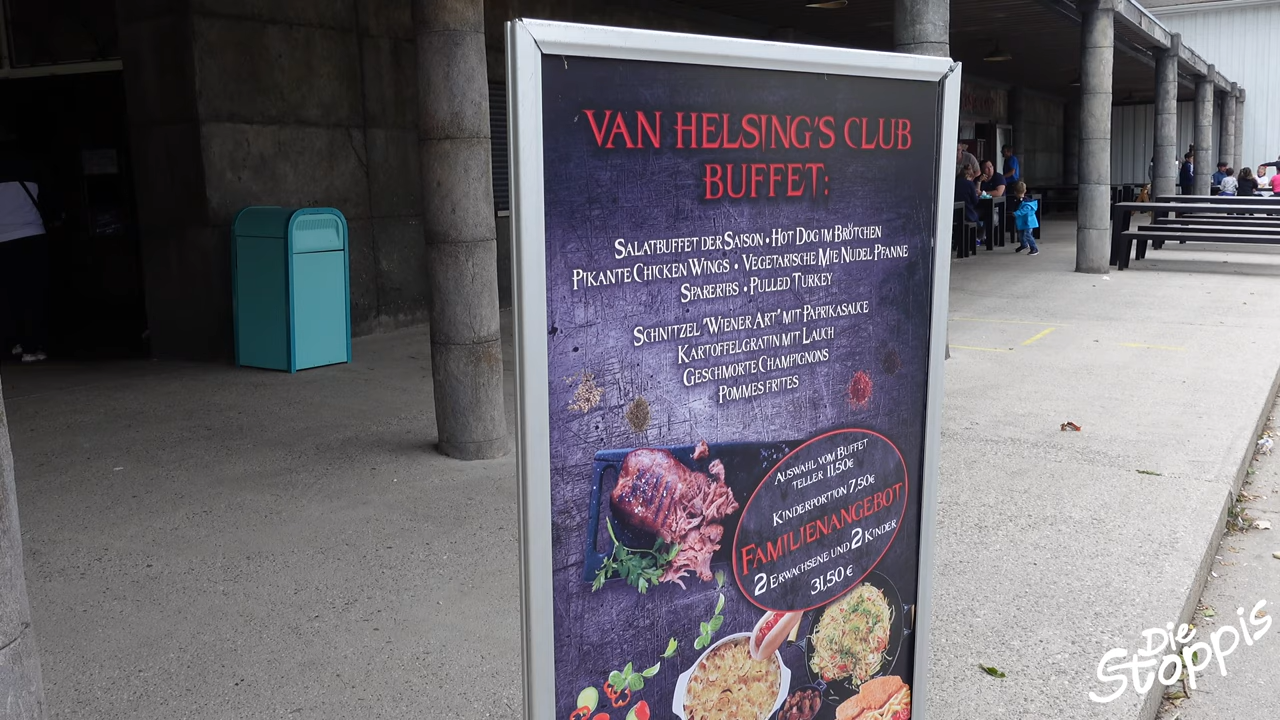 VAN HELSING'S CLUB
BUFFET:
SALATBUFFET DER SAISON • HOT DOG IM BRÖTCHEN
PIKANTE CHICKEN WINGS • VEGETARISCHE MIE NUDEL PFANNE
SPARERIBS • PULLED TURKEY
SCHNITZEL "WIENER ART" MIT PAPRIKASAUCE
KARTOFFELGRATIN MIT LAUCH
GESCHMORTE CHAMPIGNONS
POMMES FRITES
AUSWAHL VOM BUFFET
TELLER 11,50€
KINDERPORTION 7,50€
FAMILIENANGEBOT
2 ERWACHSENE UND 2 KINDER
31,50 €
Die
Stoppis